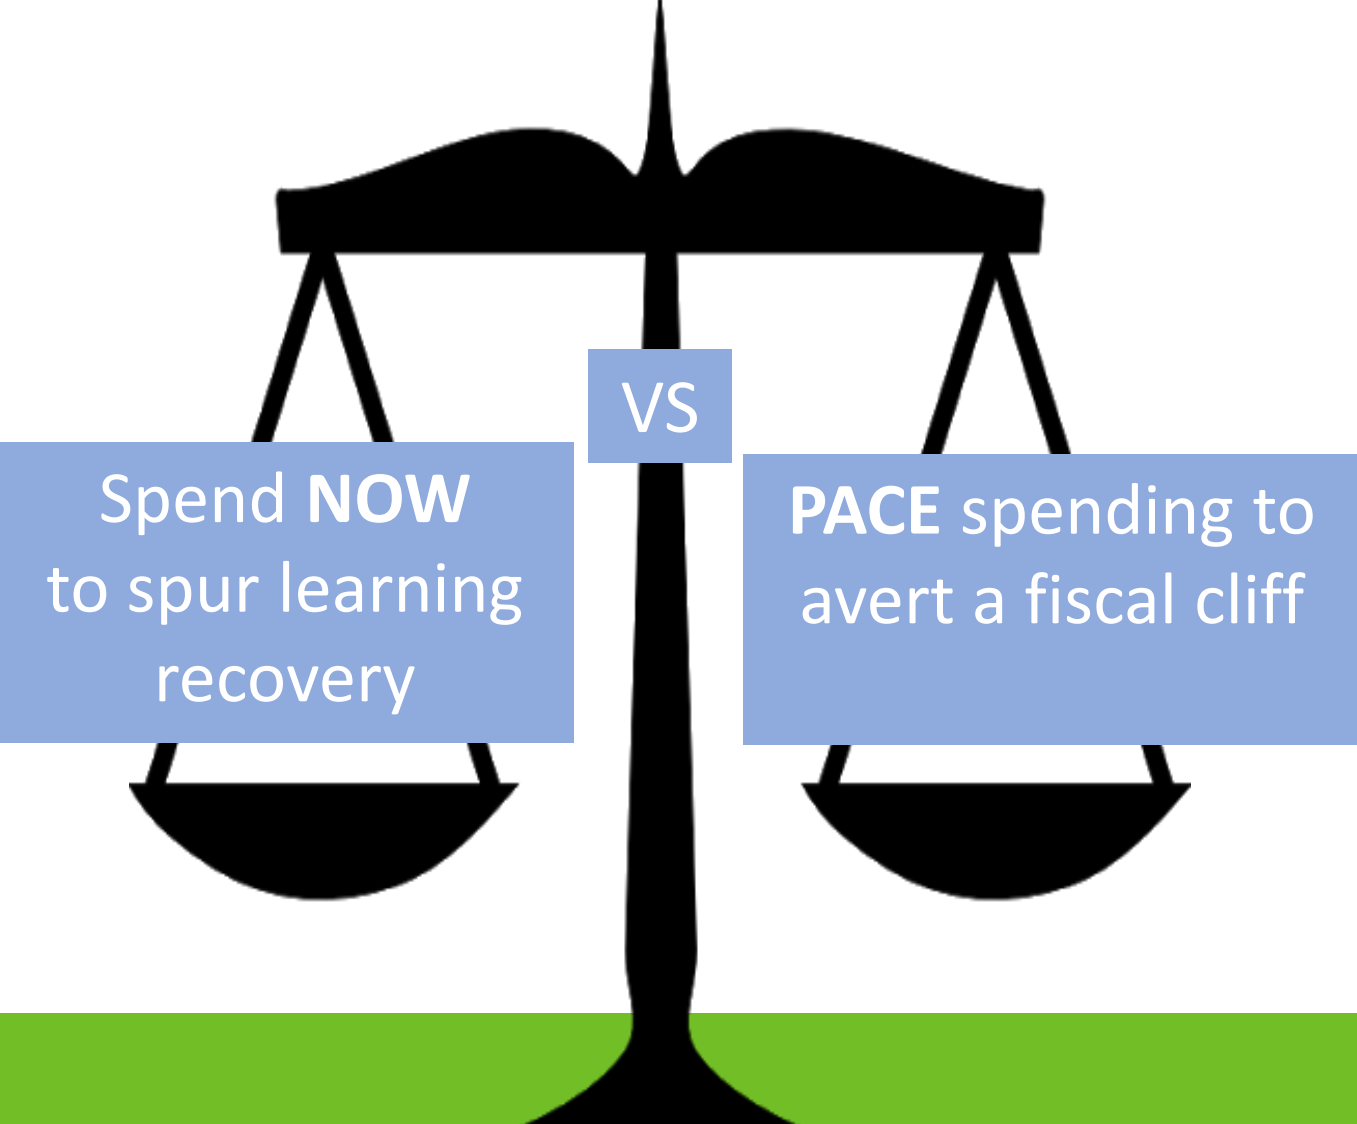 Spend NOW
to spur learning
recovery
VS
PACE spending to
avert a fiscal cliff